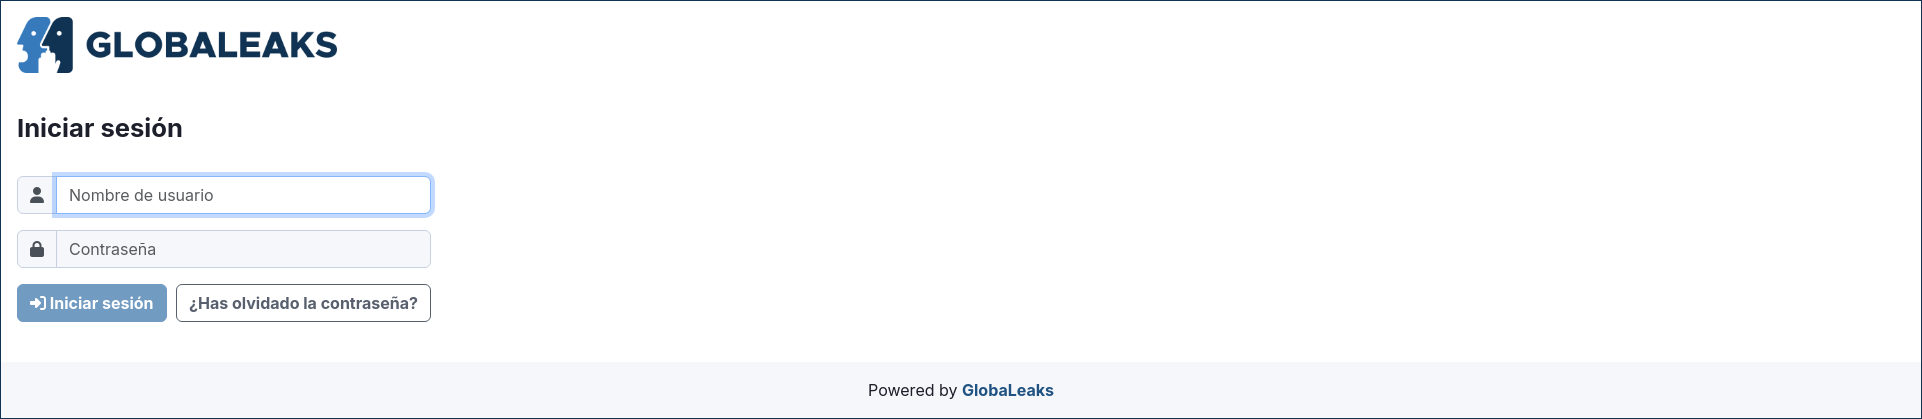 GLOBALEAKS
Iniciar sesión
Nombre de usuario
Contraseña
Iniciar sesión
¿Has olvidado la contraseña?
Powered by GlobaLeaks